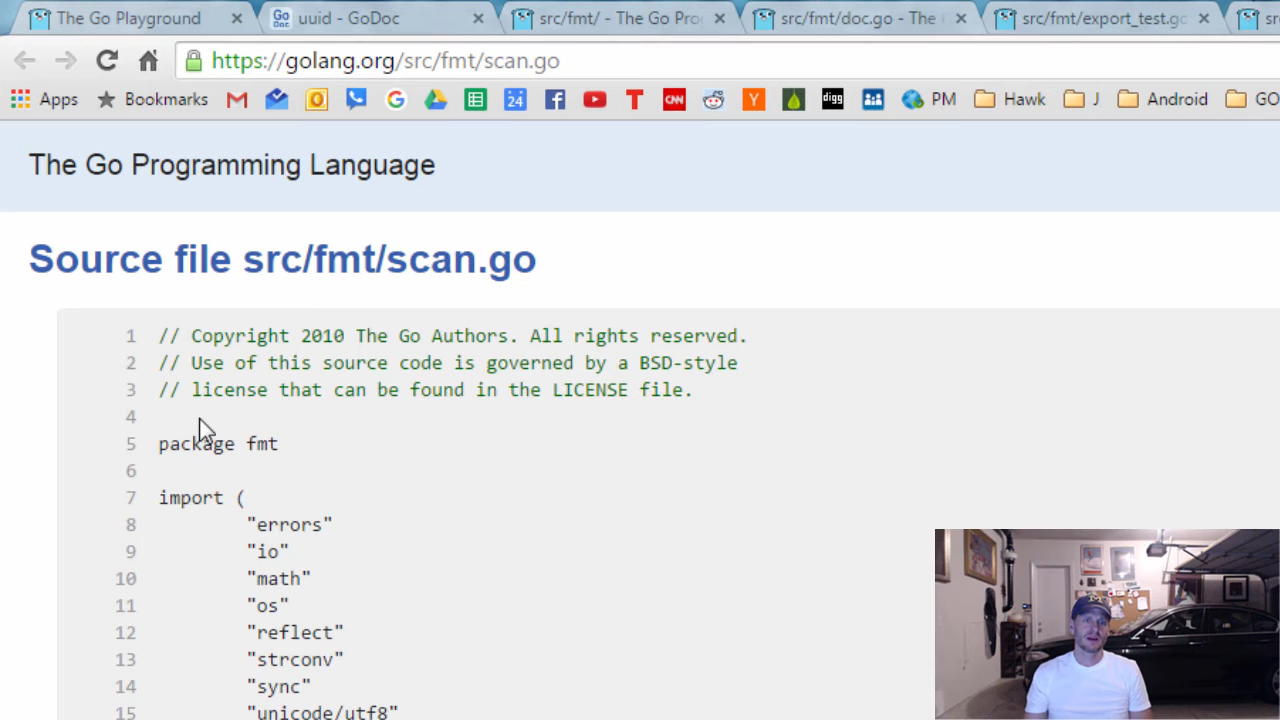 The Go Playground
uuid - GoDoc
src/fmt/ - The Go Pro
src/fmt/doc.go - The
src/fmt/export_test.go
https://golang.org/src/fmt/scan.go
Apps
Bookmarks
24
T
CNN
Y
digg
PM
Hawk
J
Android
GO
The Go Programming Language
Source file src/fmt/scan.go
1 // Copyright 2010 The Go Authors. All rights reserved.
2 // Use of this source code is governed by a BSD-style
3 // license that can be found in the LICENSE file.
4
5 package fmt
6
7 import (
8 "errors"
9 "io"
10 "math"
11 "os"
12 "reflect"
13 "strconv"
14 "sync"
15 "unicode/utf8"